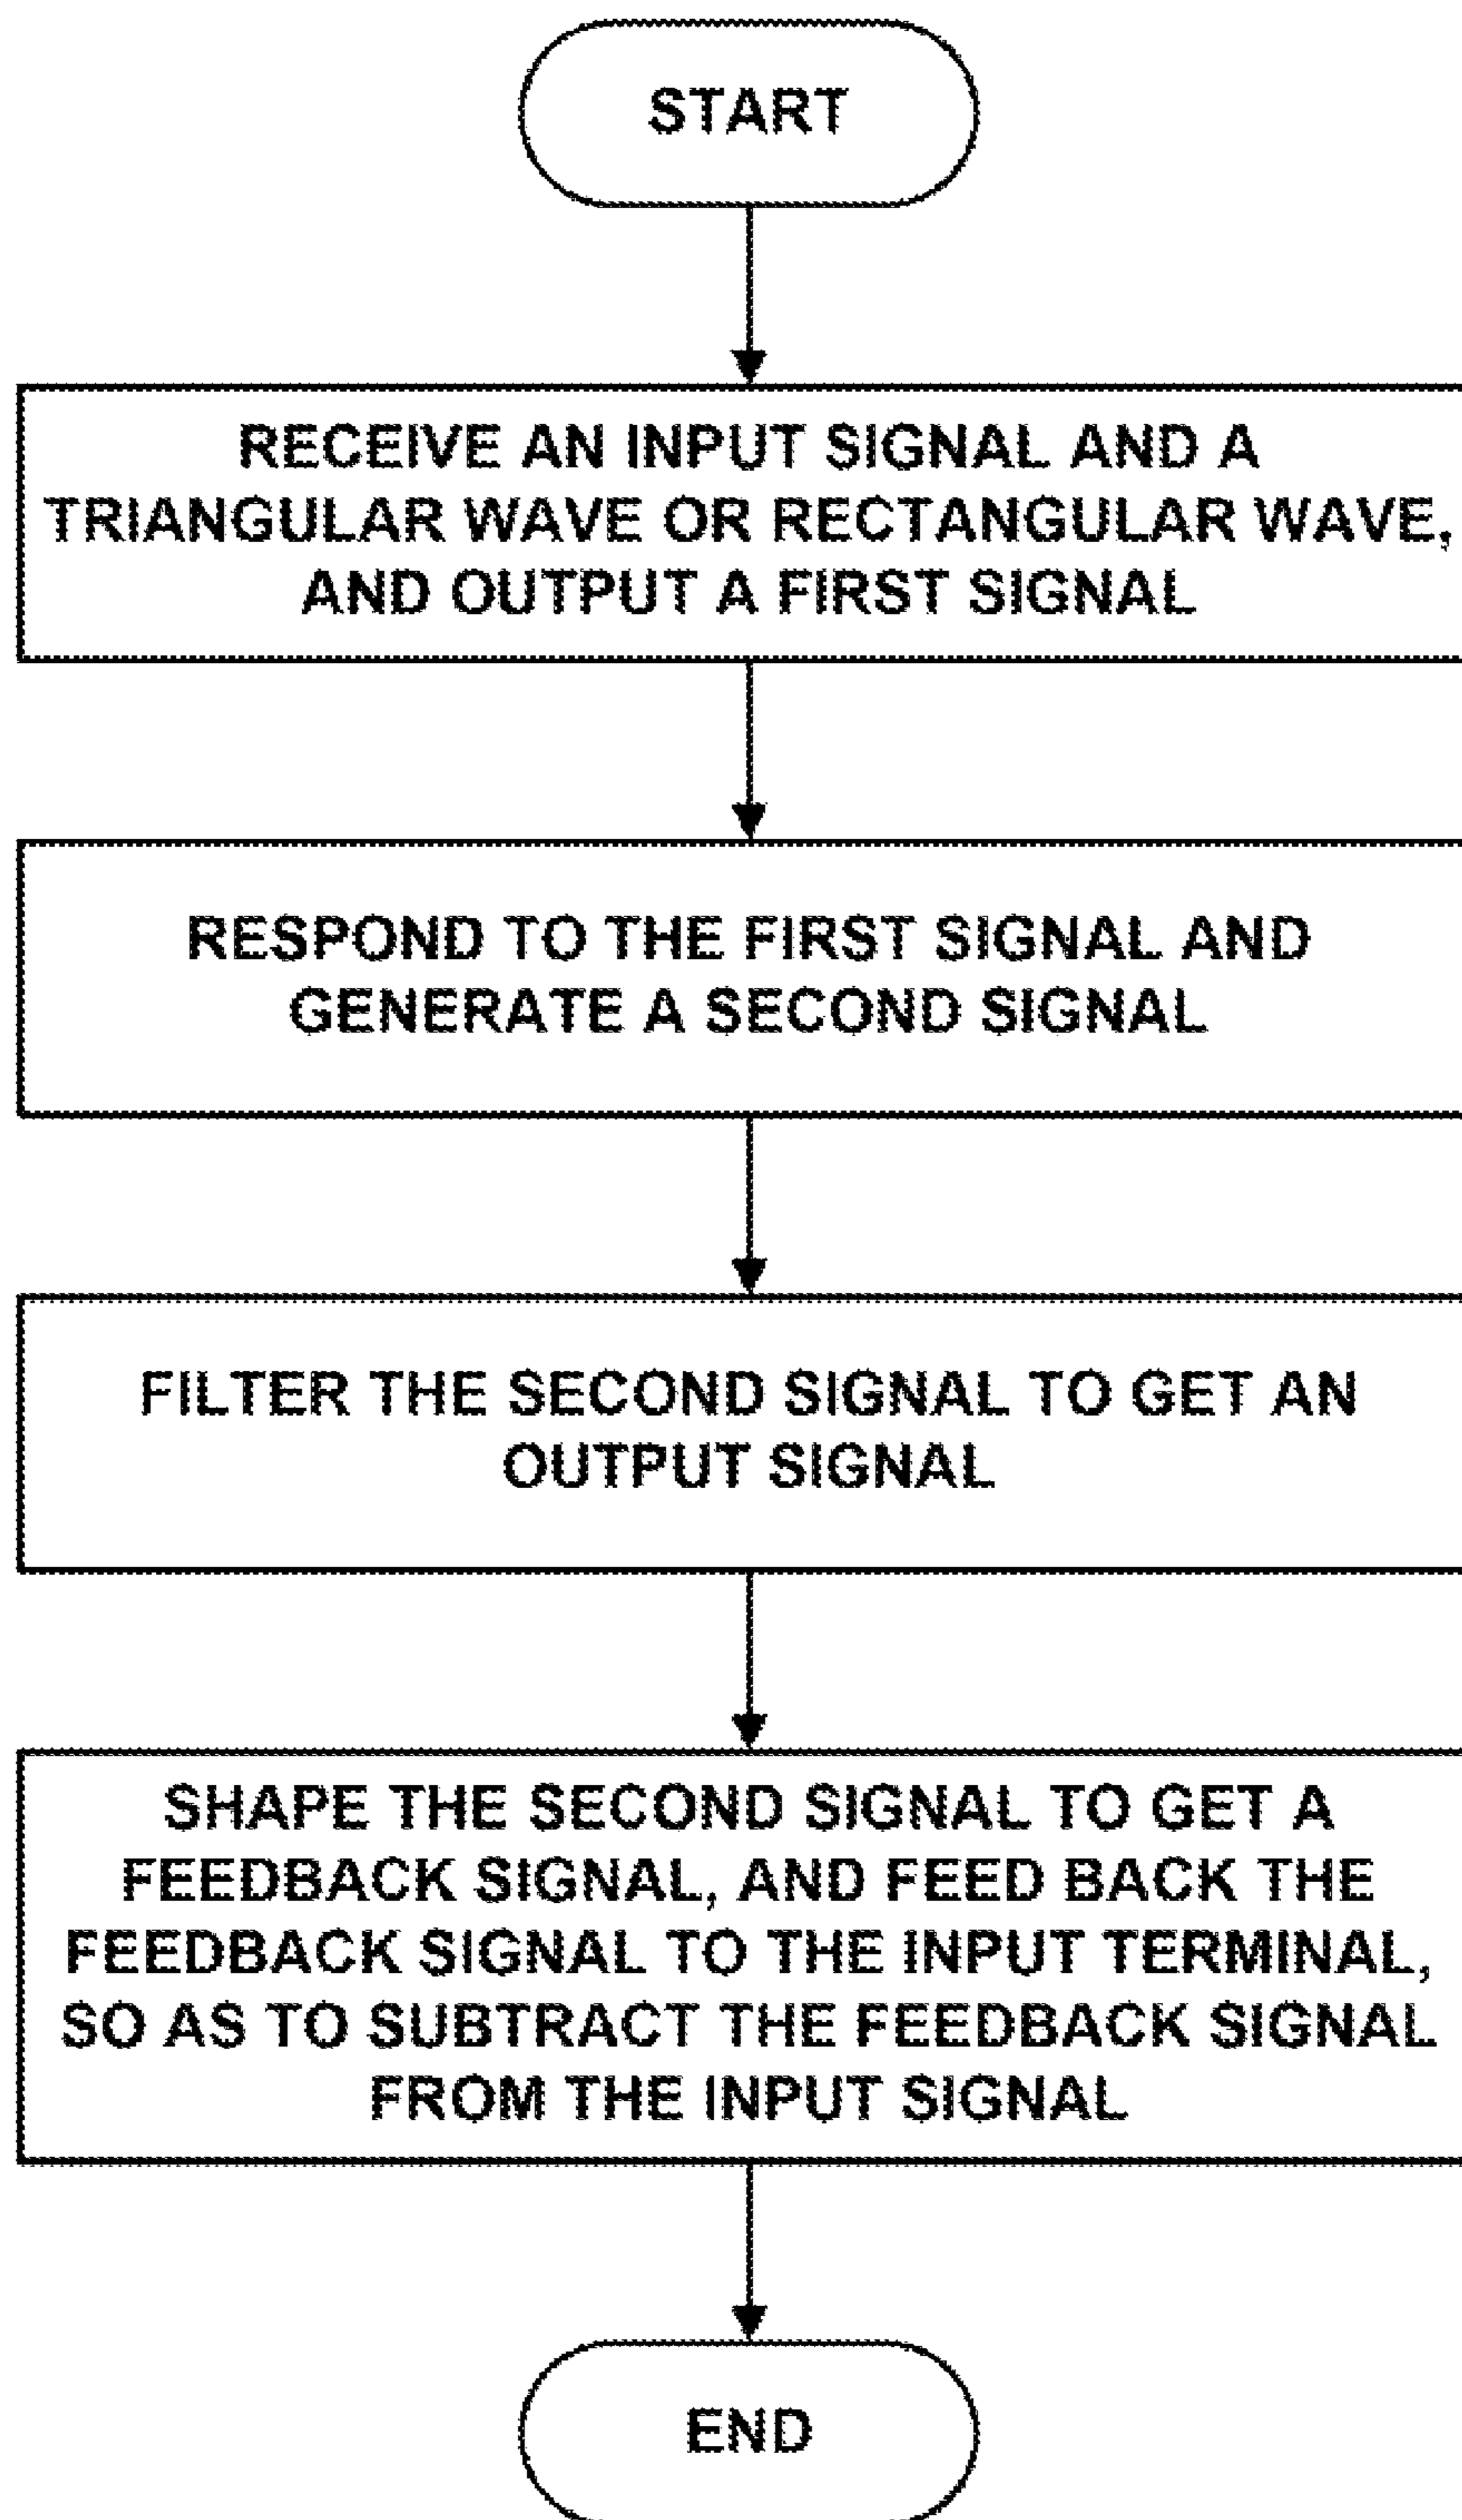 START
RECEIVE AN INPUT SIGNAL AND A
TRIANGULAR WAVE OR RECTANGULAR WAVE,
AND OUTPUT A FIRST SIGNAL
RESPOND TO THE FIRST SIGNAL AND
GENERATE A SECOND SIGNAL
FILTER THE SECOND SIGNAL TO GET AN
OUTPUT SIGNAL
SHAPE THE SECOND SIGNAL TO GET A
FEEDBACK SIGNAL, AND FEED BACK THE
FEEDBACK SIGNAL TO THE INPUT TERMINAL,
SO AS TO SUBTRACT THE FEEDBACK SIGNAL
FROM THE INPUT SIGNAL
END